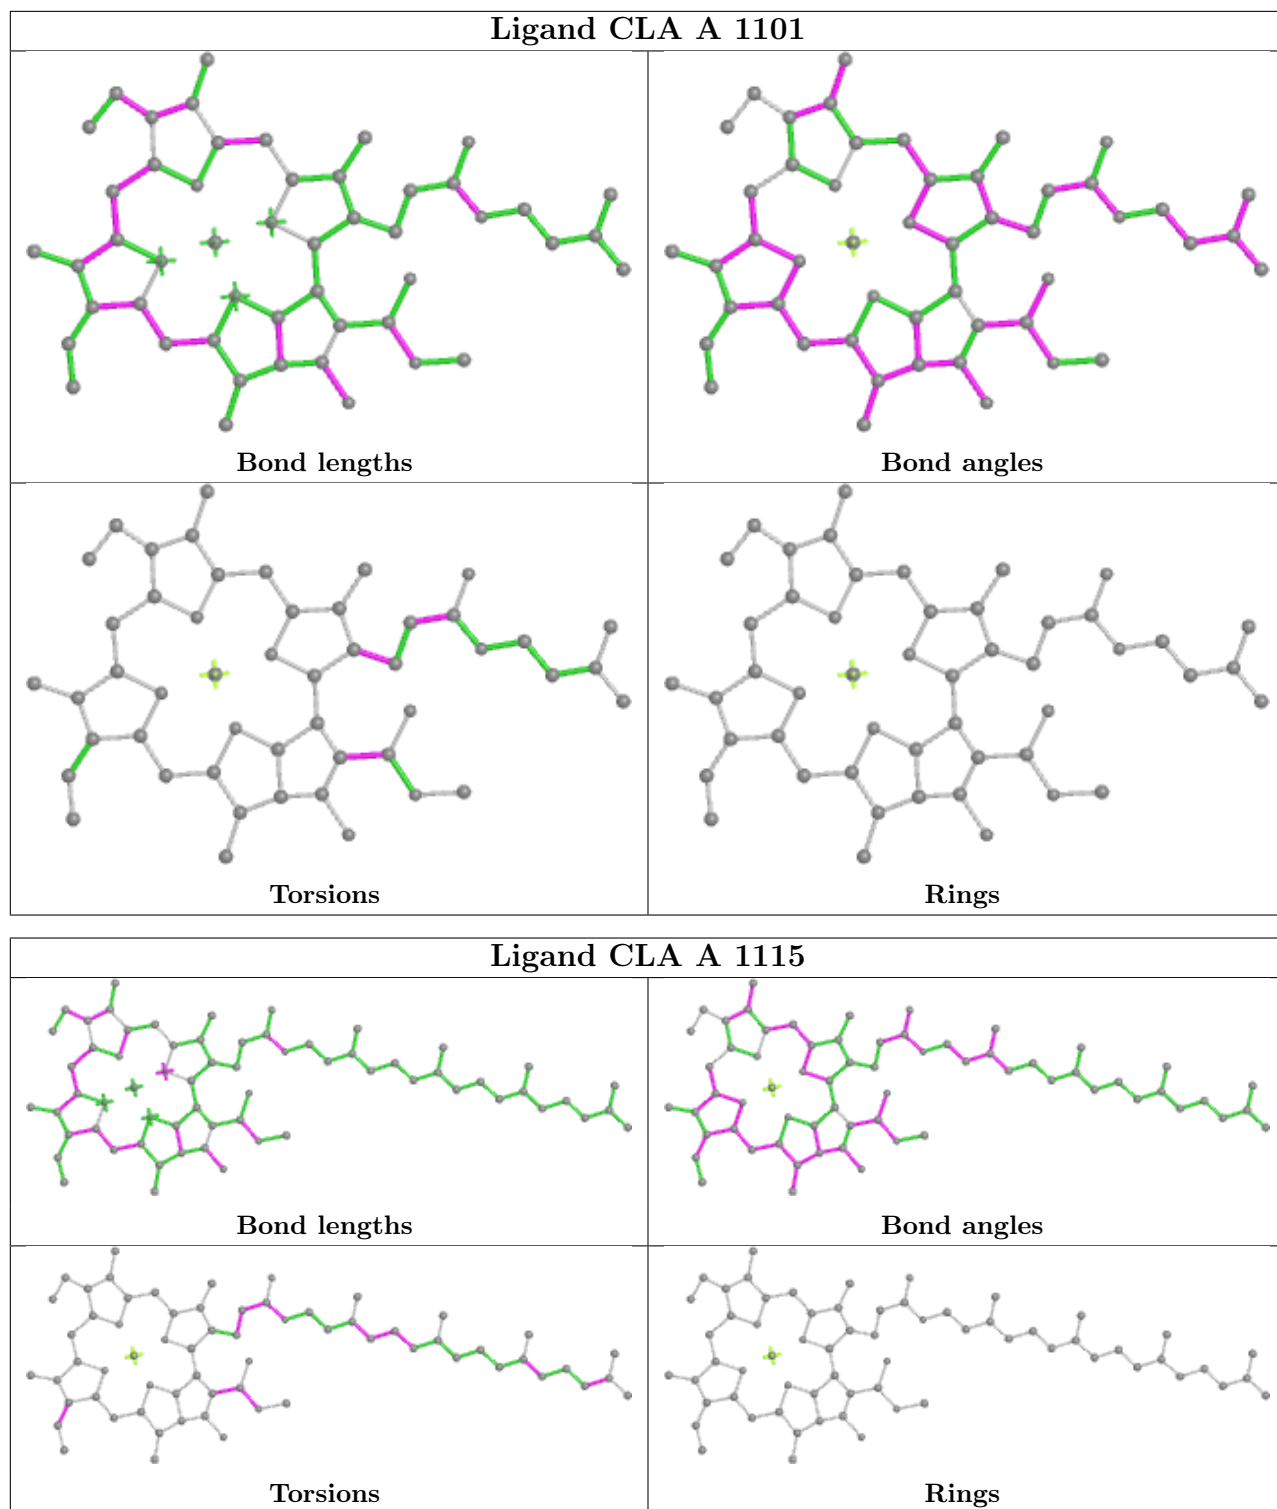 Ligand CLA A 1101
Bond lengths
Bond angles
Torsions
Rings
Ligand CLA A 1115
Bond lengths
Bond angles
Torsions
Rings